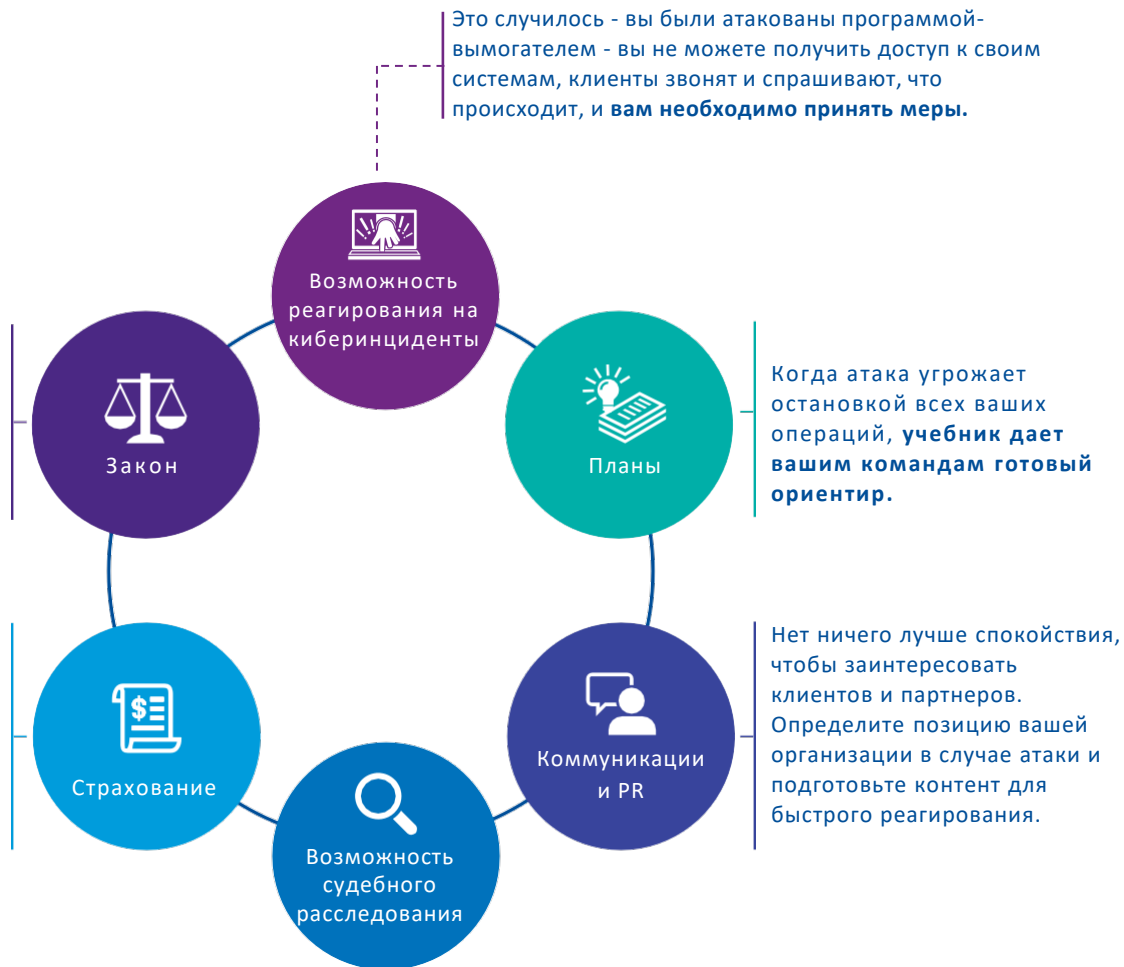 Это случилось - вы были атакованы программой-
вымогателем - вы не можете получить доступ к своим
системам, клиенты звонят и спрашивают, что
происходит, и вам необходимо принять меры.
Возможность
реагирования на
киберинциденты
Закон
Планы
Когда атака угрожает
остановкой всех ваших
операций, учебник дает
вашим командам готовый
ориентир.
Страхование
Коммуникации
и PR
Нет ничего лучше спокойствия,
чтобы заинтересовать
клиентов и партнеров.
Определите позицию вашей
организации в случае атаки и
подготовьте контент для
быстрого реагирования.
Возможность
судебного
расследования